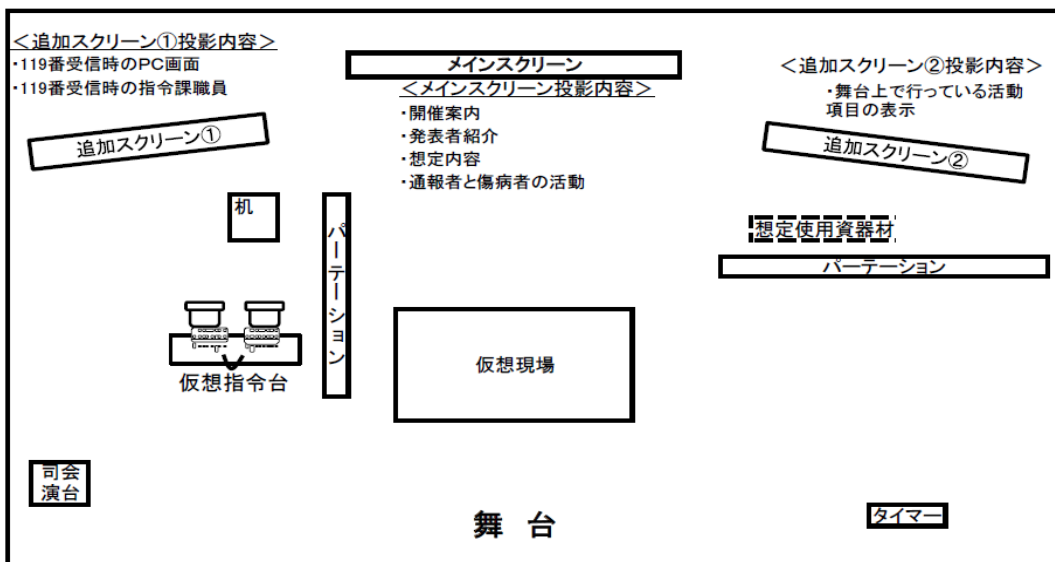 ＜追加スクリーン①投影内容＞
・119番受信時のPC画面
・119番受信時の指令課職員
追加スクリーン①
メインスクリーン
＜メインスクリーン投影内容＞
・開催案内
・発表者紹介
・想定内容
・通報者と傷病者の活動
＜追加スクリーン②投影内容＞
・舞台上で行っている活動
項目の表示
追加スクリーン②
机
パーテーション
想定使用資器材
パーテーション
仮想指令台
仮想現場
司会
演台
舞 台
タイマー